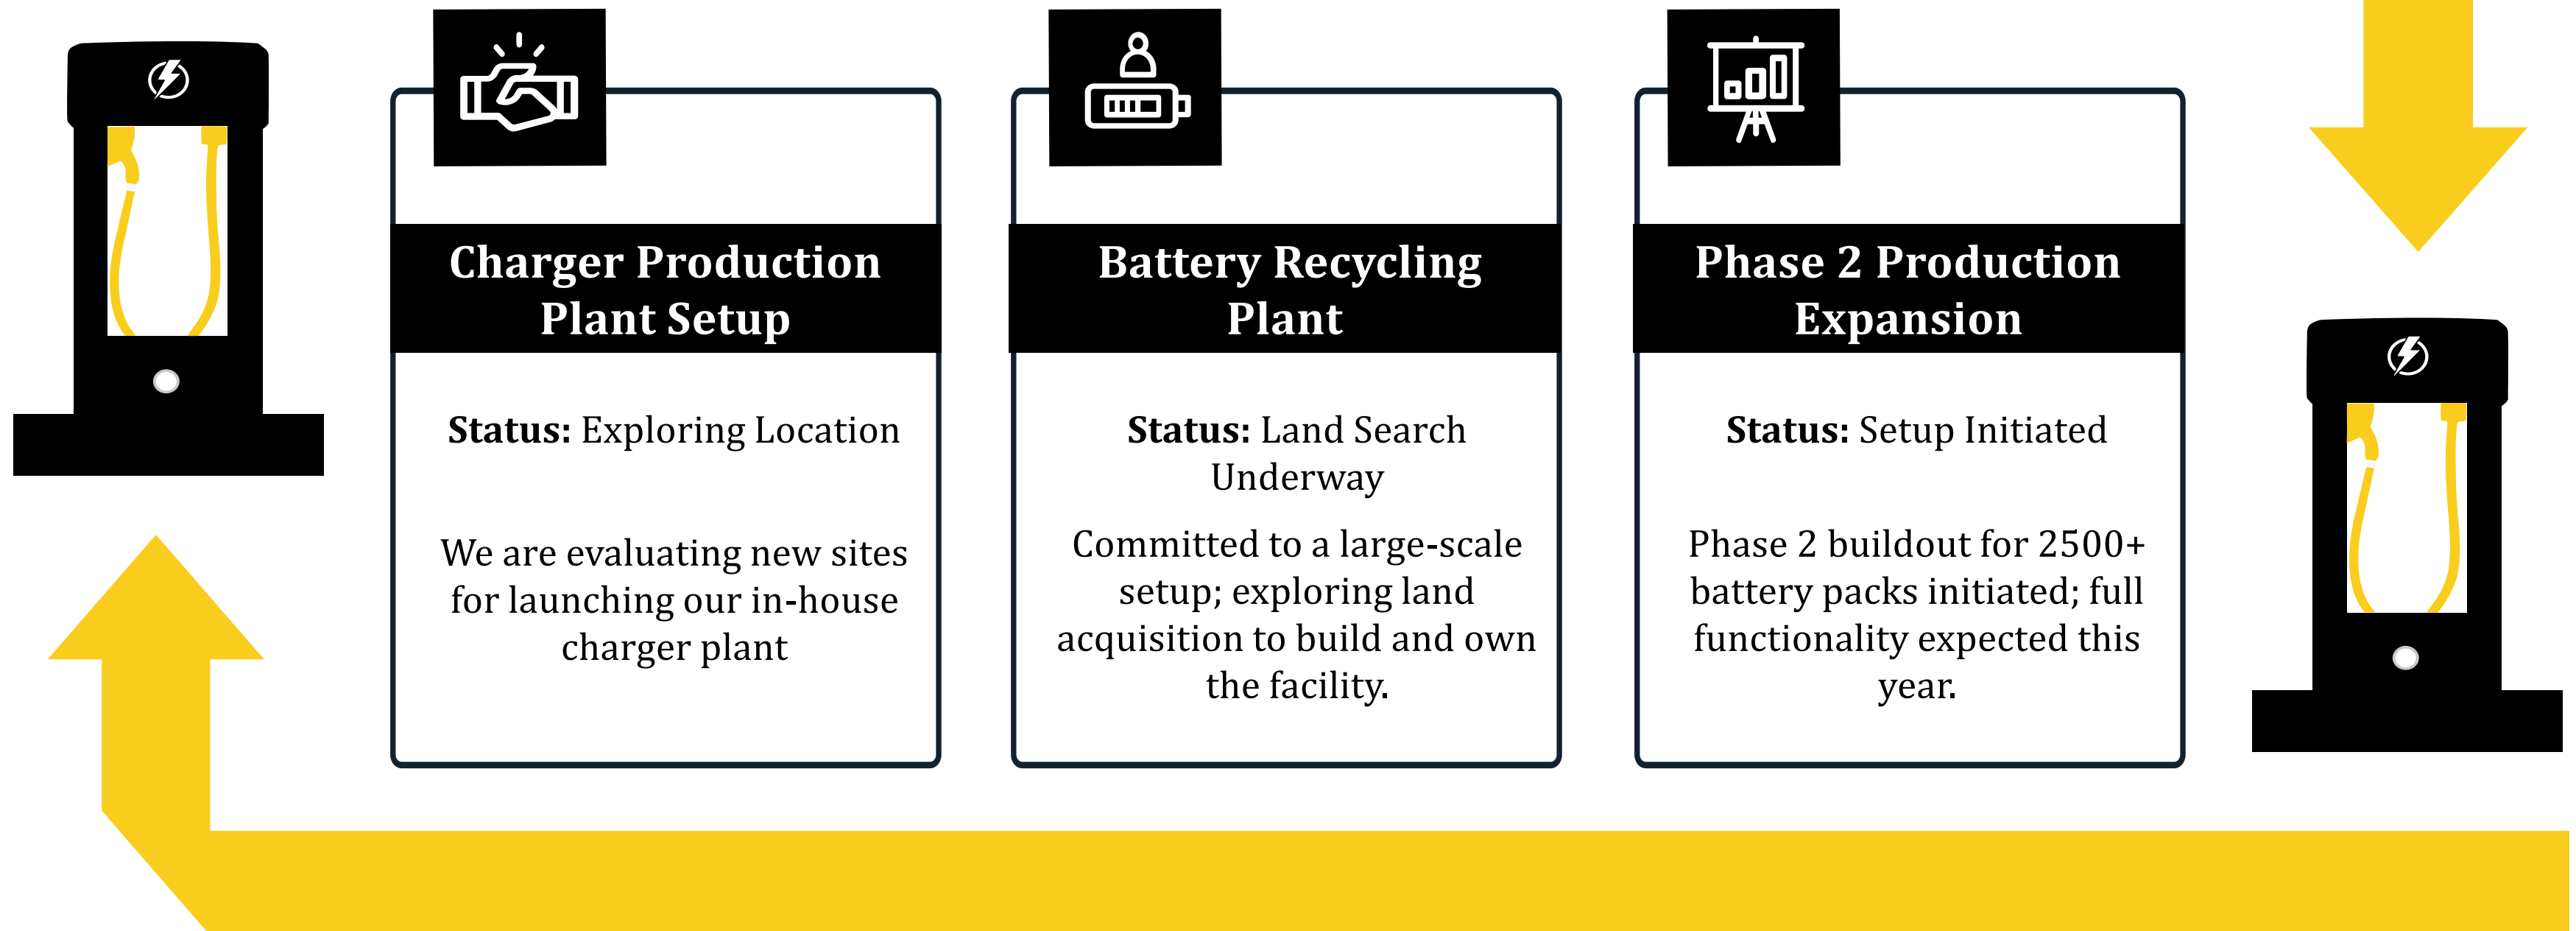 Charger Production
Plant Setup
Status: Exploring Location
We are evaluating new sites
for launching our in-house
charger plant
Battery Recycling
Plant
Status: Land Search
Underway
Committed to a large-scale
setup; exploring land
acquisition to build and own
the facility.
Phase 2 Production
Expansion
Status: Setup Initiated
Phase 2 buildout for 2500+
battery packs initiated; full
functionality expected this
year.